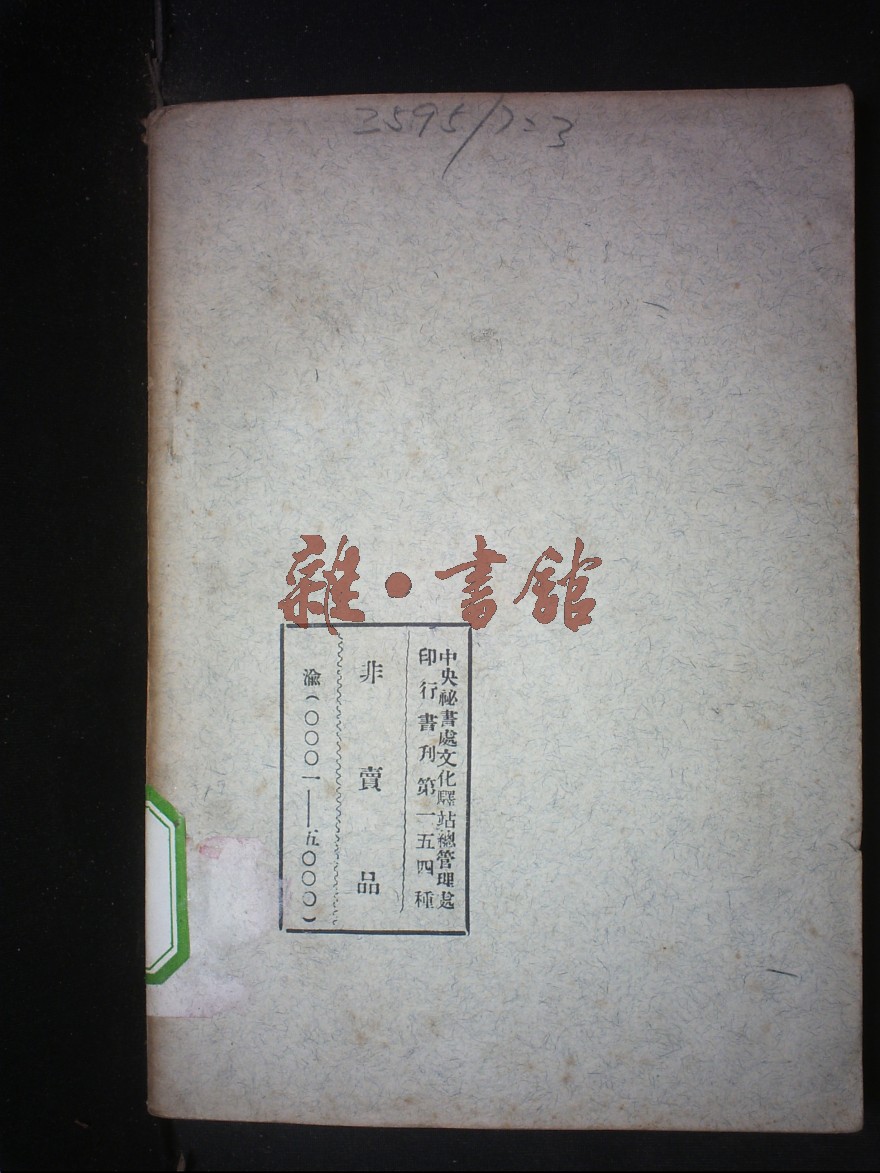 2595/7:3
雜·書館
中央祕書處文化驛站總管理處
印行書刊第一五四種
非賣品
渝(〇〇〇一——五〇〇〇)